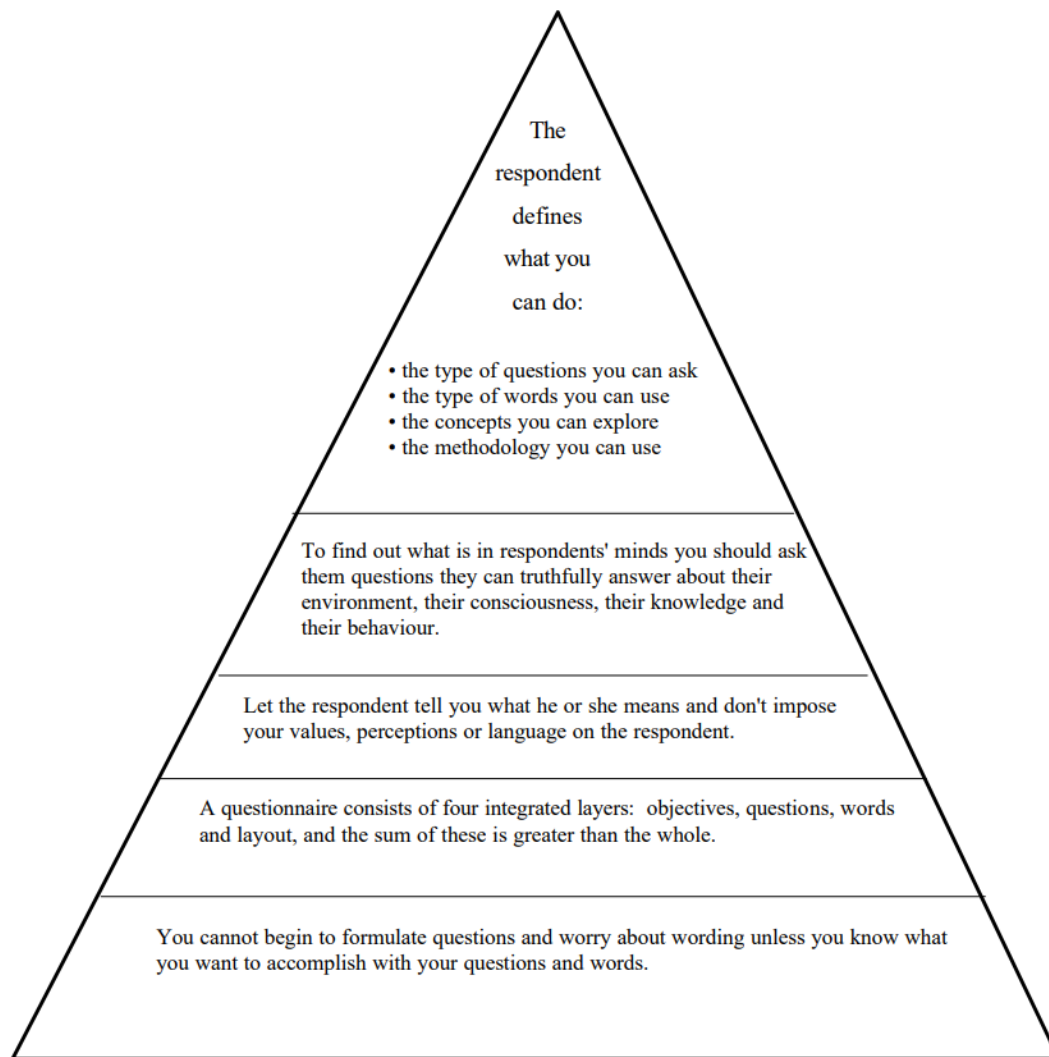 The
respondent
defines
what you
can do:
• the type of questions you can ask
• the type of words you can use
• the concepts you can explore
• the methodology you can use
To find out what is in respondents' minds you should ask
them questions they can truthfully answer about their
environment, their consciousness, their knowledge and
their behaviour.
Let the respondent tell you what he or she means and don't impose
your values, perceptions or language on the respondent.
A questionnaire consists of four integrated layers: objectives, questions, words
and layout, and the sum of these is greater than the whole.
You cannot begin to formulate questions and worry about wording unless you know what
you want to accomplish with your questions and words.